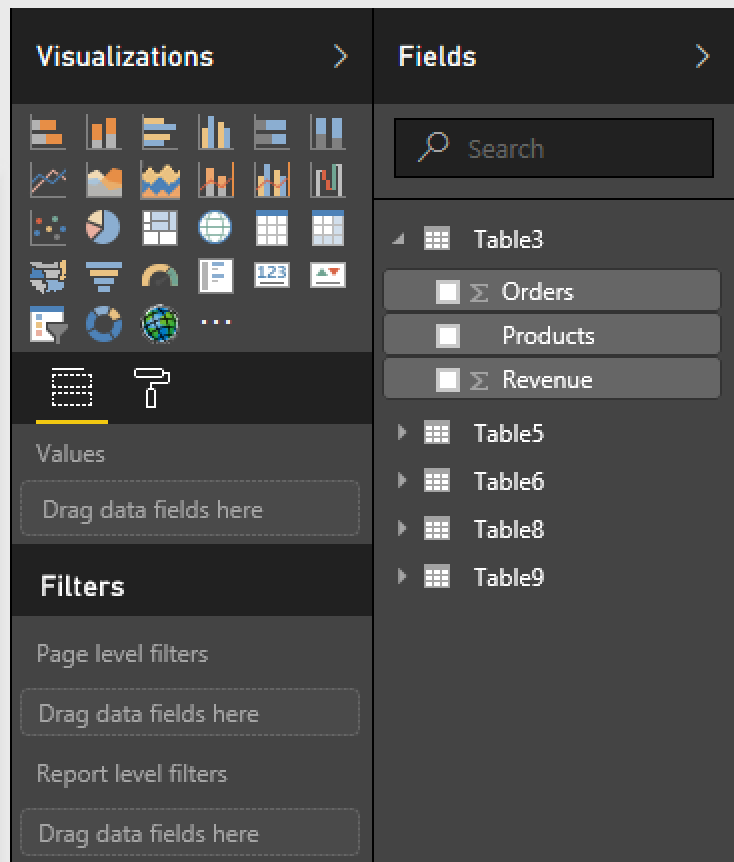 Visualizations
123
Values
Drag data fields here
Filters
Page level filters
Drag data fields here
Report level filters
Drag data fields here
Fields
Search
Table3
Σ Orders
Products
Σ Revenue
Table5
Table6
Table8
Table9